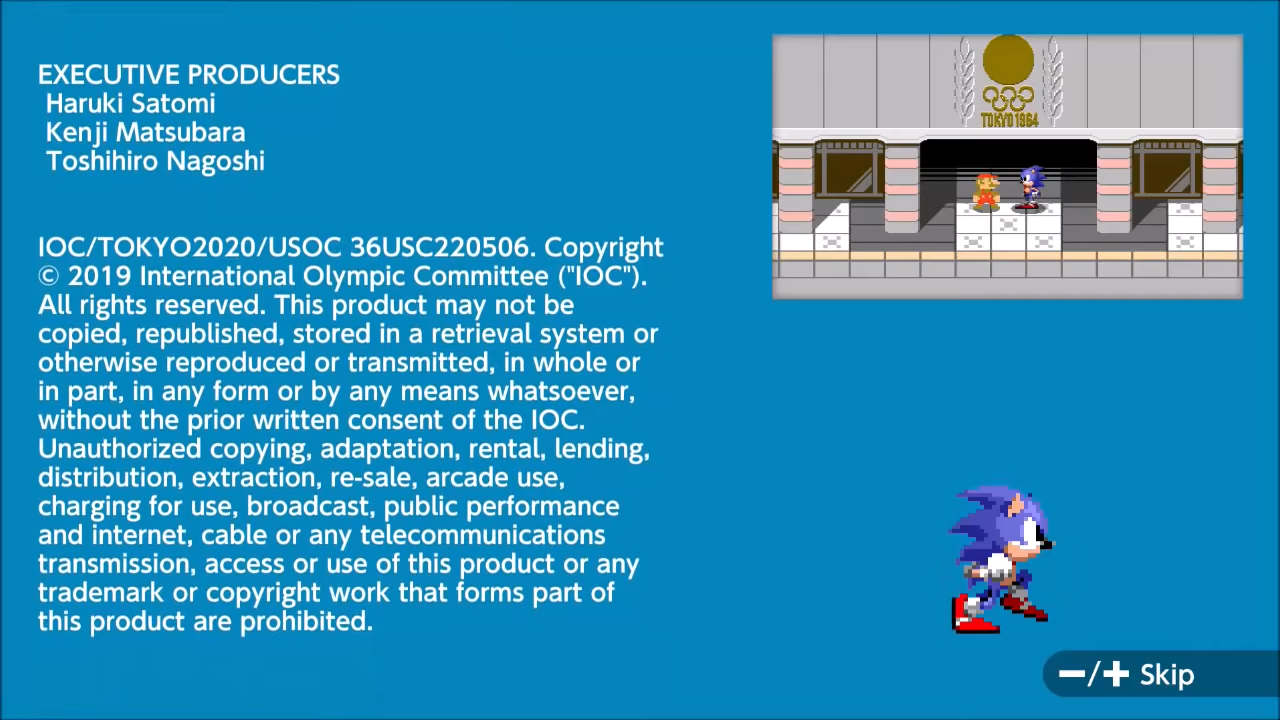 EXECUTIVE PRODUCERS
Haruki Satomi
Kenji Matsubara
Toshihiro Nagoshi
IOC/TOKYO2020/USOC 36USC220506. Copyright
© 2019 International Olympic Committee ("IOC").
All rights reserved. This product may not be
copied, republished, stored in a retrieval system or
otherwise reproduced or transmitted, in whole or
in part, in any form or by any means whatsoever,
without the prior written consent of the IOC.
Unauthorized copying, adaptation, rental, lending,
distribution, extraction, re-sale, arcade use,
charging for use, broadcast, public performance
and internet, cable or any telecommunications
transmission, access or use of this product or any
trademark or copyright work that forms part of
this product are prohibited.
TOKYO 1964
−/+ Skip